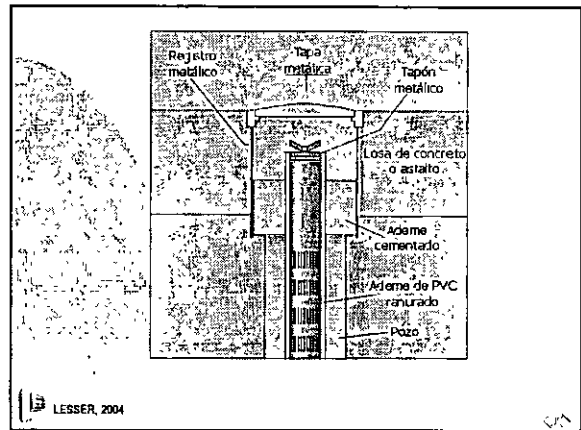 Registro
metálico
Tapa
metálica
Tapón
metálico
Losa de concreto
o asfalto
Ademe
cementado
Ademe de PVC
ranurado
Pozo
LESSER, 2004